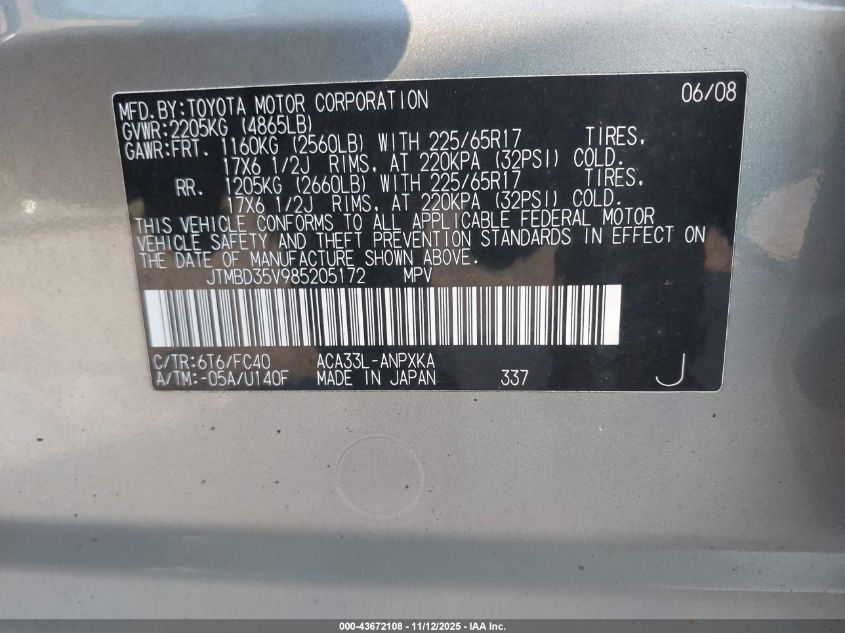 MFD.BY:TOYOTA MOTOR CORPORATION 06/08
GVWR:2205KG (4865LB)
GAWR:FRT. 1160KG (2560LB) WITH 225/65R17 TIRES,
17X6 1/2J RIMS, AT 220KPA (32PSI) COLD.
RR. 1205KG (2660LB) WITH 225/65R17 TIRES,
17X6 1/2J RIMS, AT 220KPA (32PSI) COLD.
THIS VEHICLE CONFORMS TO ALL APPLICABLE FEDERAL MOTOR
VEHICLE SAFETY AND THEFT PREVENTION STANDARDS IN EFFECT ON
THE DATE OF MANUFACTURE SHOWN ABOVE.
JTMBD35V985205172 MPV
C/TR:6T6/FC40 ACA33L-ANPXKA
A/TM:-05A/U140F MADE IN JAPAN 337 J
000-43672108 - 11/12/2025 - IAA Inc.